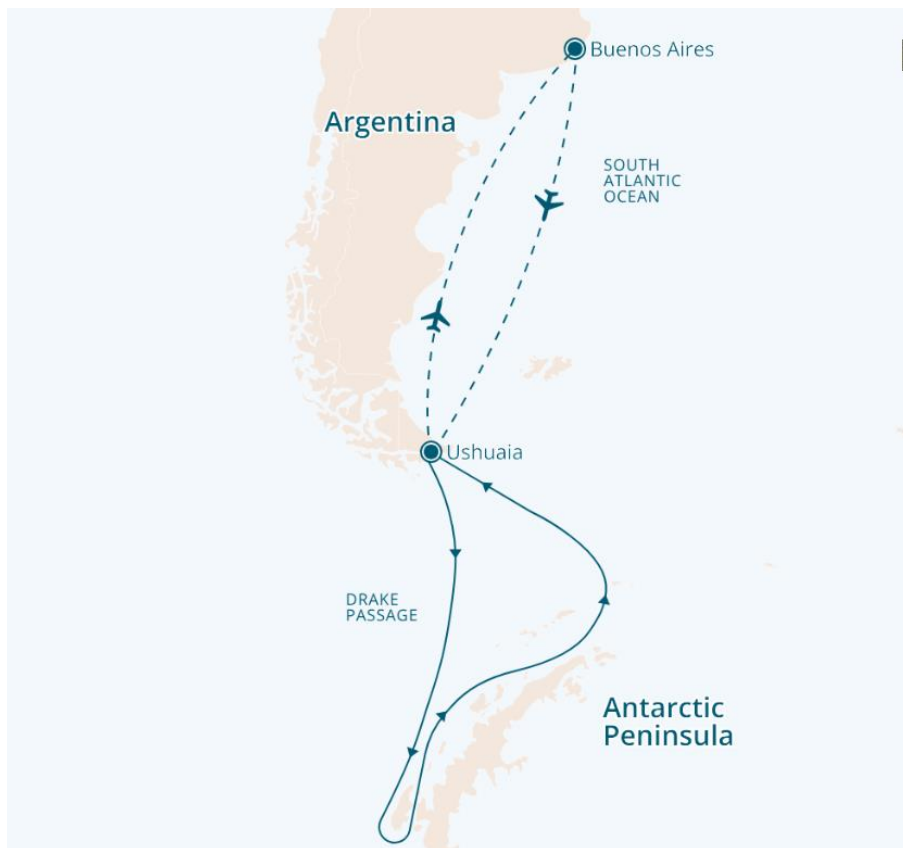 Buenos Aires
Argentina
SOUTH
ATLANTIC
OCEAN
Ushuaia
DRAKE
PASSAGE
Antarctic
Peninsula